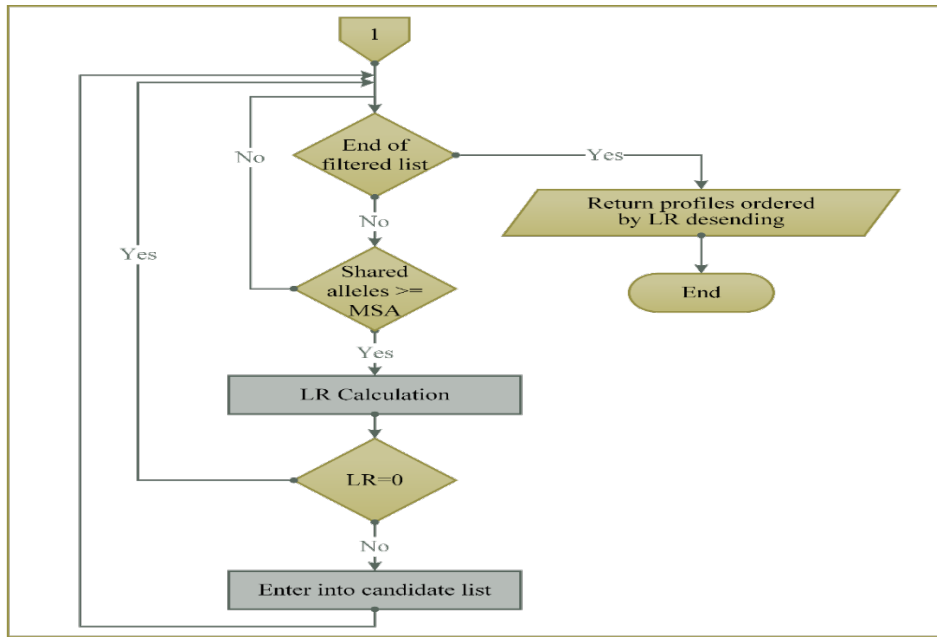 1
End of
filtered list
Yes
No
Return profiles ordered
by LR desending
End
No
Shared
alleles >=
MSA
Yes
Yes
LR Calculation
LR=0
No
Enter into candidate list